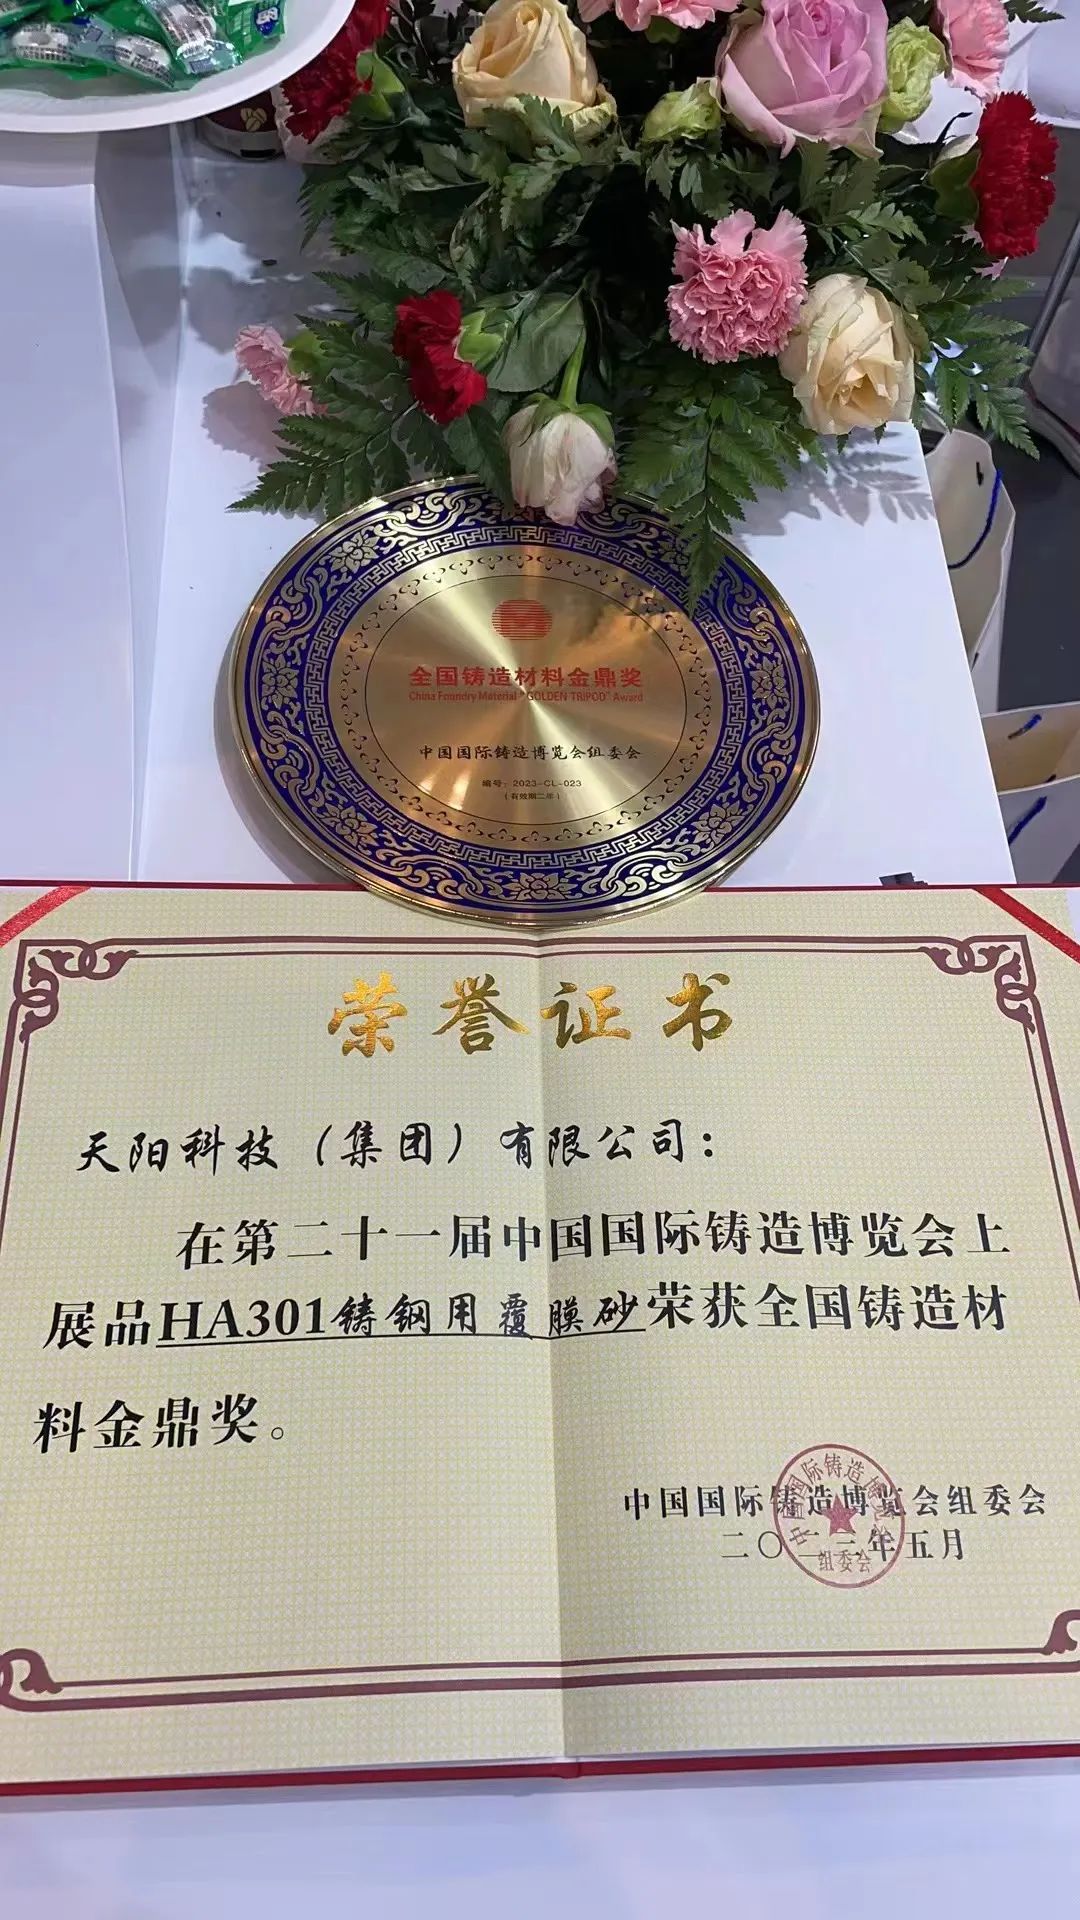 全国铸造材料金鼎奖
China Foundry Material "GOLDEN TRIPOD" Award
中国国际铸造博览会组委会
编号：2023-CL-023
（有效期二年）
荣誉证书
天阳科技（集团）有限公司：
在第二十一届中国国际铸造博览会上
展品HA301铸钢用覆膜砂荣获全国铸造材
料金鼎奖。
中国国际铸造博览会组委会
二〇二三年五月
组委会